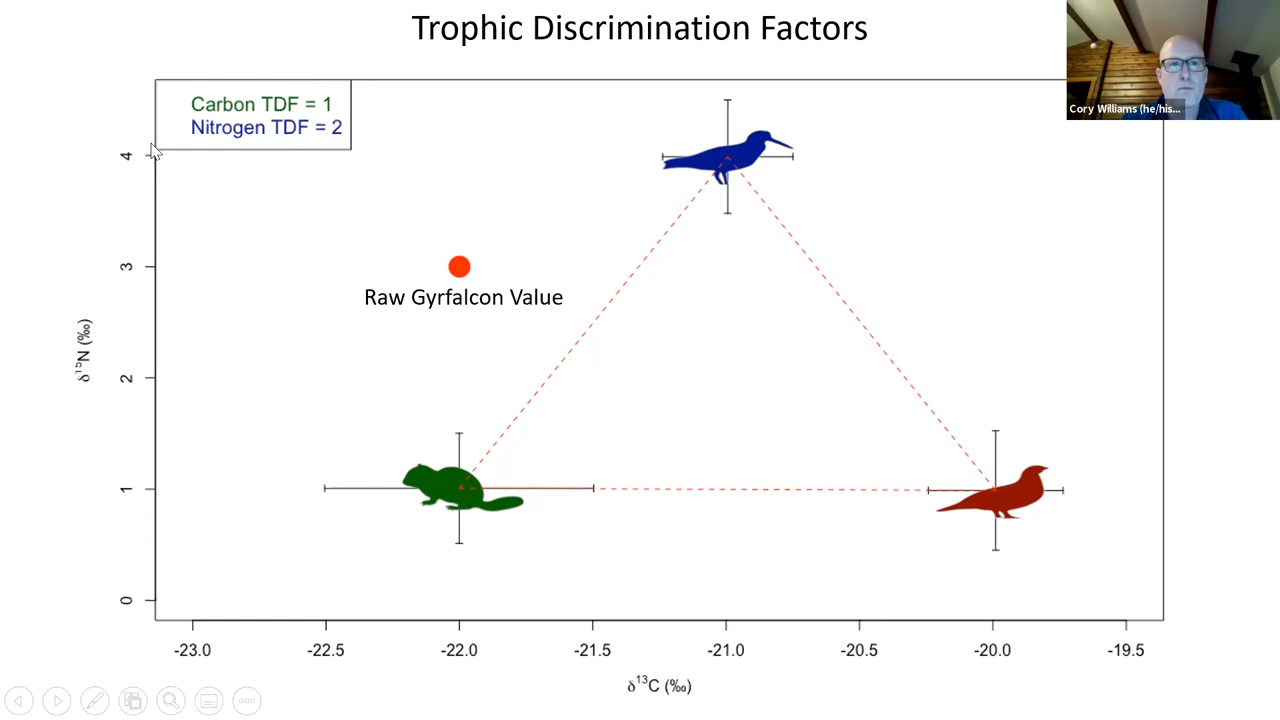 Trophic Discrimination Factors
Cory Williams (he/his...
Carbon TDF = 1
Nitrogen TDF = 2
Raw Gyrfalcon Value
4
3
2
1
0
δ¹⁵N (‰)
-23.0 -22.5 -22.0 -21.5 -21.0 -20.5 -20.0 -19.5
δ¹³C (‰)